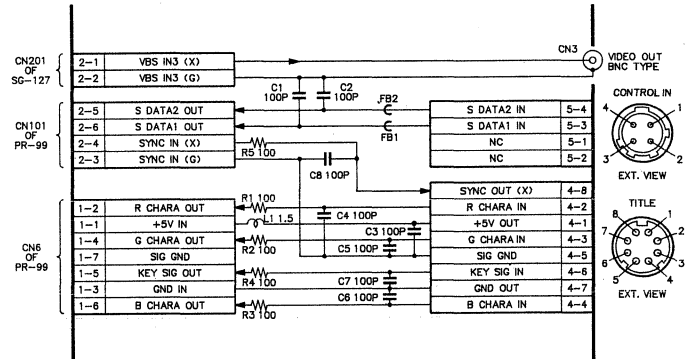 CN3
CN201 OF SG-127
2-1 VBS IN3 (X)
2-2 VBS IN3 (G)
VIDEO OUT
BNC TYPE
C1 100P
C2 100P
CN101 OF PR-99
2-5 S DATA2 OUT
2-6 S DATA1 OUT
2-4 SYNC IN (X)
2-3 SYNC IN (G)
FB2
FB1
S DATA2 IN 5-4
S DATA1 IN 5-3
NC 5-1
NC 5-2
R5 100
C8 100P
CONTROL IN
4 1
3 2
EXT. VIEW
CN6 OF PR-99
1-2 R CHARA OUT
1-1 +5V IN
1-4 G CHARA OUT
1-7 SIG GND
1-5 KEY SIG OUT
1-3 GND IN
1-6 B CHARA OUT
R1 100
L1 1.5
R2 100
R4 100
R3 100
C4 100P
C3 100P
C5 100P
C7 100P
C6 100P
SYNC OUT (X) 4-8
R CHARA IN 4-2
+5V OUT 4-1
G CHARA IN 4-3
SIG GND 4-5
KEY SIG IN 4-6
GND OUT 4-7
B CHARA IN 4-4
TITLE
8 1
7 2
6 3
5 4
EXT. VIEW